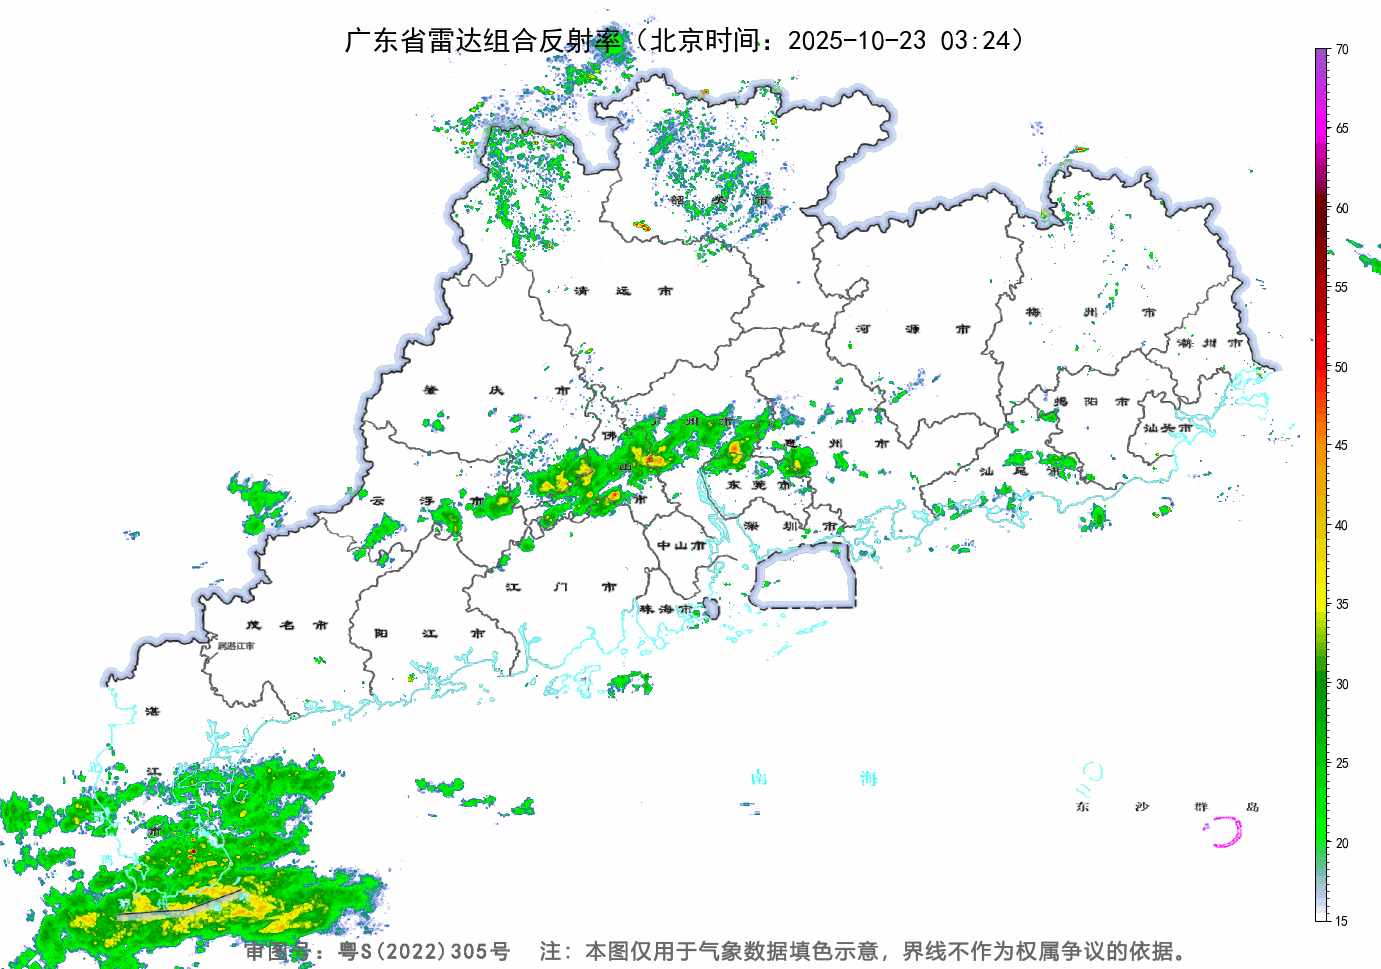 广东省雷达组合反射率（北京时间：2025-10-23 03:24）
70
65
60
55
50
45
40
35
30
25
20
15
韶关市
清远市
河源市
梅州市
潮州市
肇庆市
揭阳市
汕头市
广州市
佛山市
惠州市
汕尾市
东莞市
云浮市
深圳市
中山市
江门市
珠海市
茂名市
阳江市
属湛江市
湛江市
南海
东沙群岛
审图号：粤S(2022)305号 注：本图仅用于气象数据填色示意，界线不作为权属争议的依据。